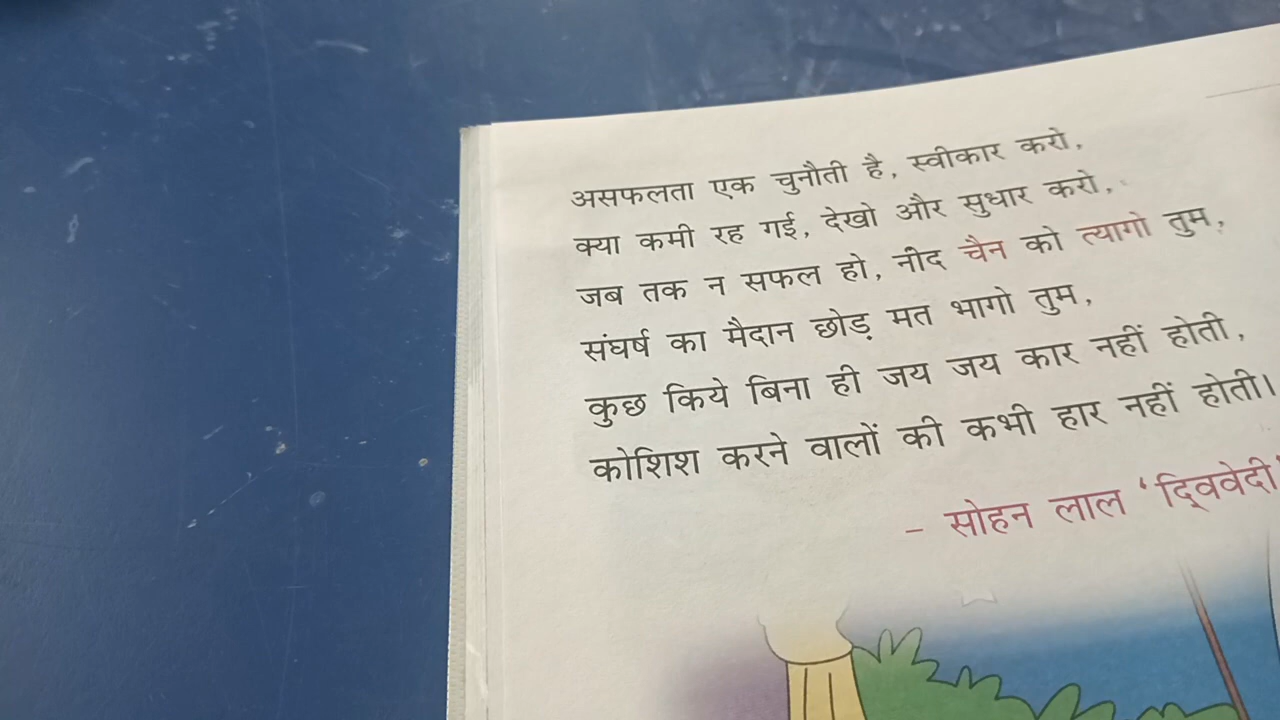 असफलता एक चुनौती है, स्वीकार करो,
क्या कमी रह गई, देखो और सुधार करो,
जब तक न सफल हो, नीद चैन को त्यागो तुम,
संघर्ष का मैदान छोड़ मत भागो तुम,
कुछ किये बिना ही जय जय कार नहीं होती,
कोशिश करने वालों की कभी हार नहीं होती।
– सोहन लाल ‘द्‌विवेदी’